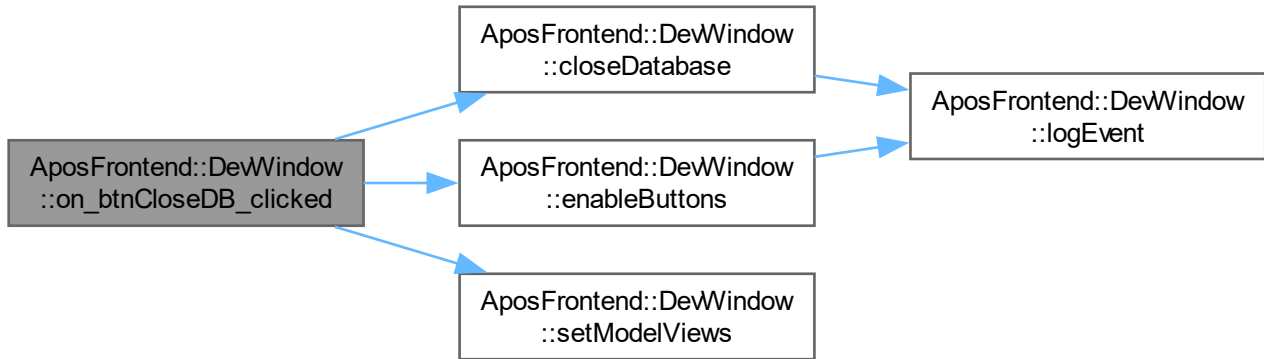 AposFrontend::DevWindow
::on_btnCloseDB_clicked
AposFrontend::DevWindow
::closeDatabase
AposFrontend::DevWindow
::enableButtons
AposFrontend::DevWindow
::setModelViews
AposFrontend::DevWindow
::logEvent